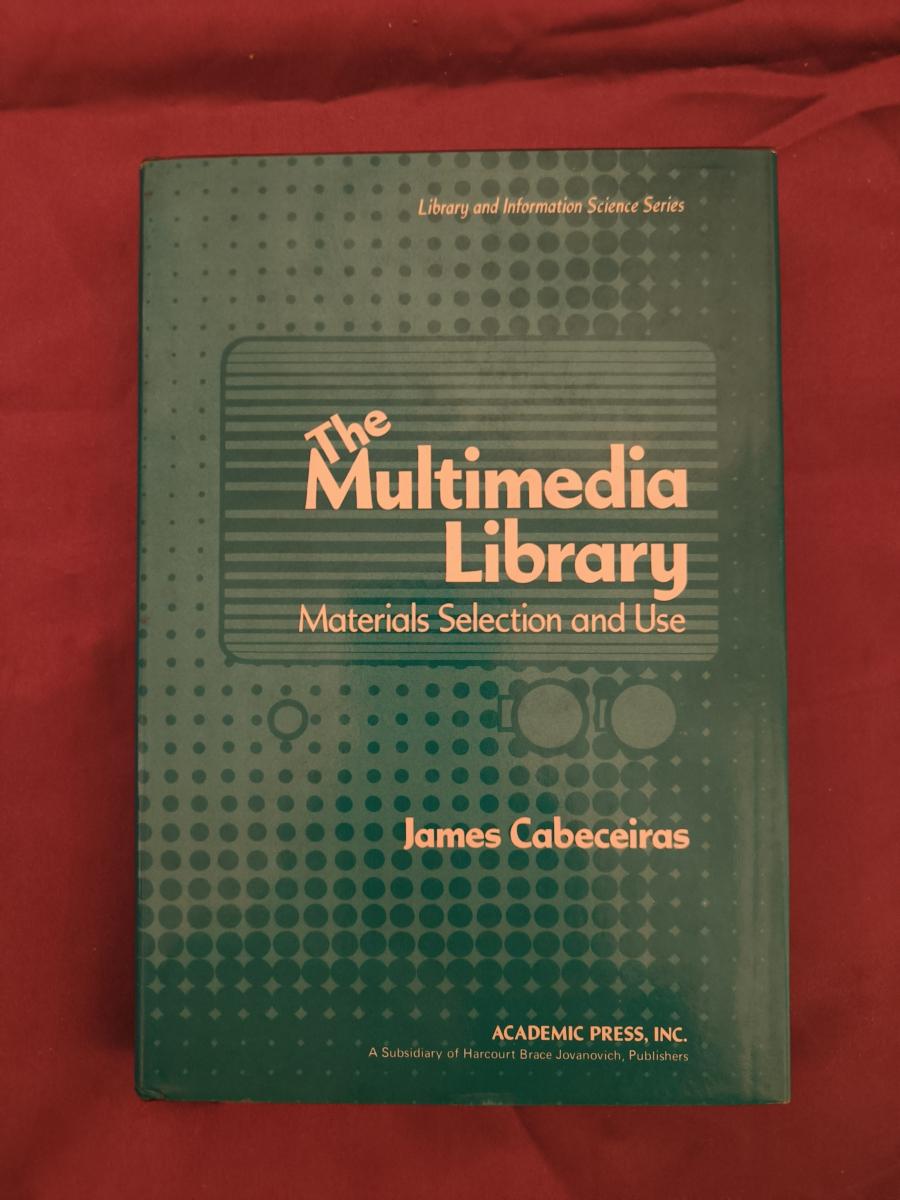 Library and Information Science Series
The
Multimedia
Library
Materials Selection and Use
James Cabeceiras
ACADEMIC PRESS, INC.
A Subsidiary of Harcourt Brace Jovanovich, Publishers